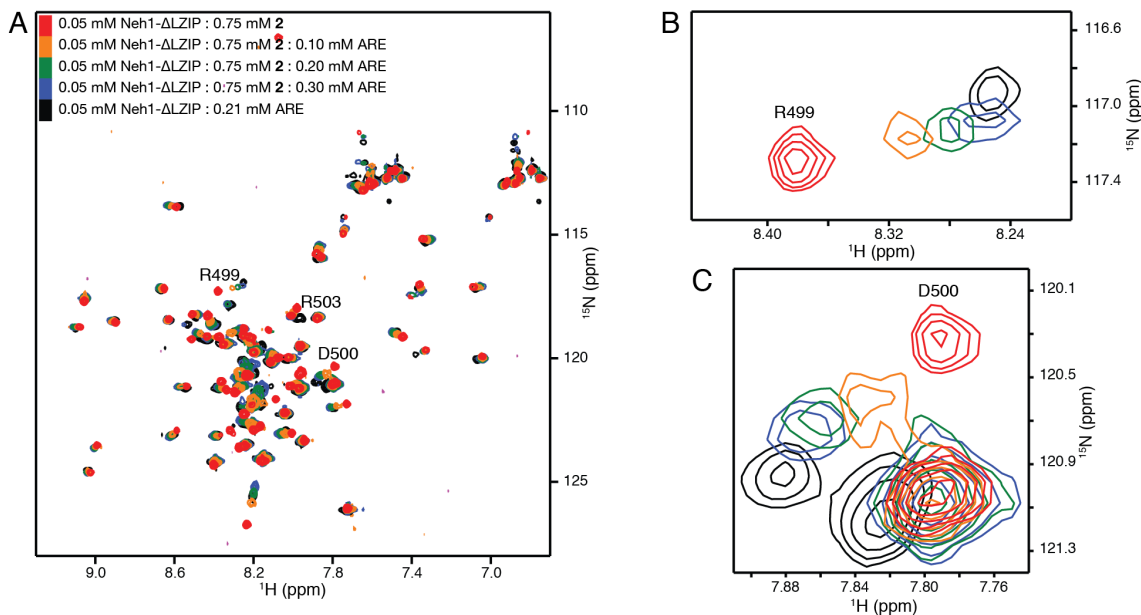 A
0.05 mM Neh1-ΔLZIP : 0.75 mM 2
0.05 mM Neh1-ΔLZIP : 0.75 mM 2 : 0.10 mM ARE
0.05 mM Neh1-ΔLZIP : 0.75 mM 2 : 0.20 mM ARE
0.05 mM Neh1-ΔLZIP : 0.75 mM 2 : 0.30 mM ARE
0.05 mM Neh1-ΔLZIP : 0.21 mM ARE
R499
R503
D500
110
115
120
125
¹⁵N (ppm)
9.0 8.6 8.2 7.8 7.4 7.0
¹H (ppm)
B
R499
116.6
117.0
117.4
¹⁵N (ppm)
8.40 8.32 8.24
¹H (ppm)
C
D500
120.1
120.5
120.9
121.3
¹⁵N (ppm)
7.88 7.84 7.80 7.76
¹H (ppm)